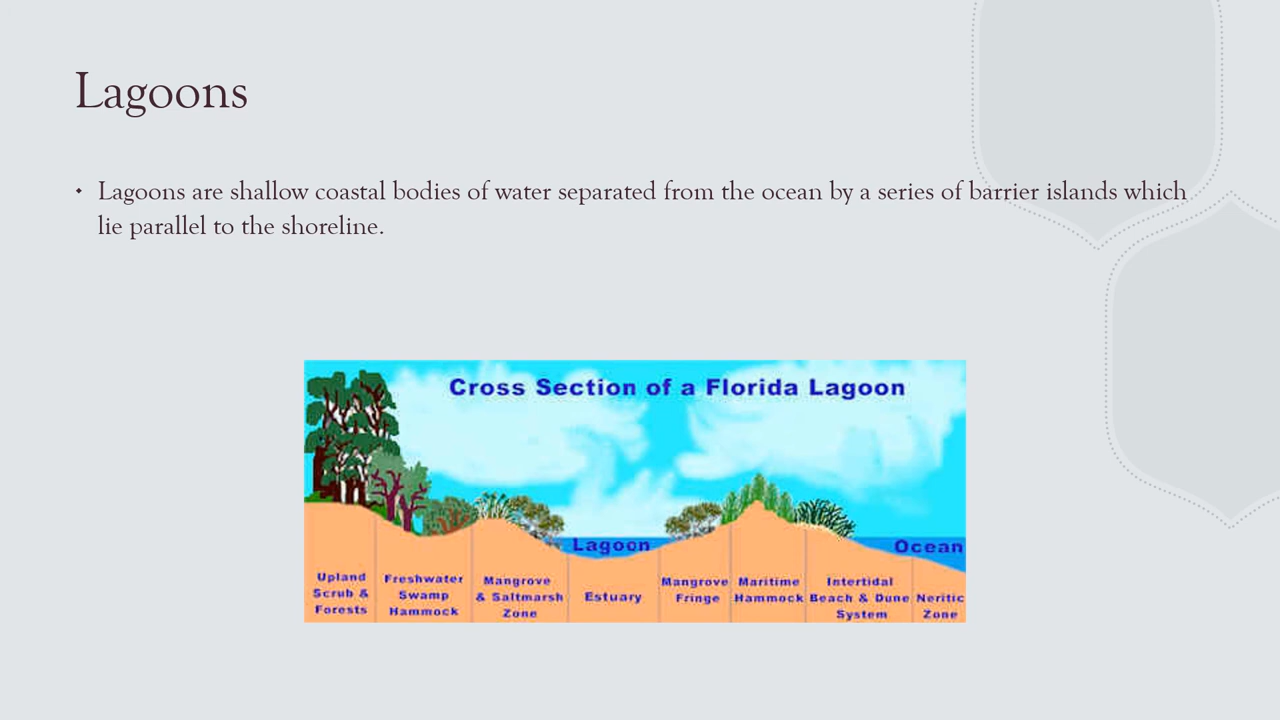 Lagoons
• Lagoons are shallow coastal bodies of water separated from the ocean by a series of barrier islands which
lie parallel to the shoreline.
Cross Section of a Florida Lagoon
Lagoon
Ocean
Upland
Scrub &
Forests
Freshwater
Swamp
Hammock
Mangrove
& Saltmarsh
Zone
Estuary
Mangrove
Fringe
Maritime
Hammock
Intertidal
Beach & Dune
System
Neritic
Zone